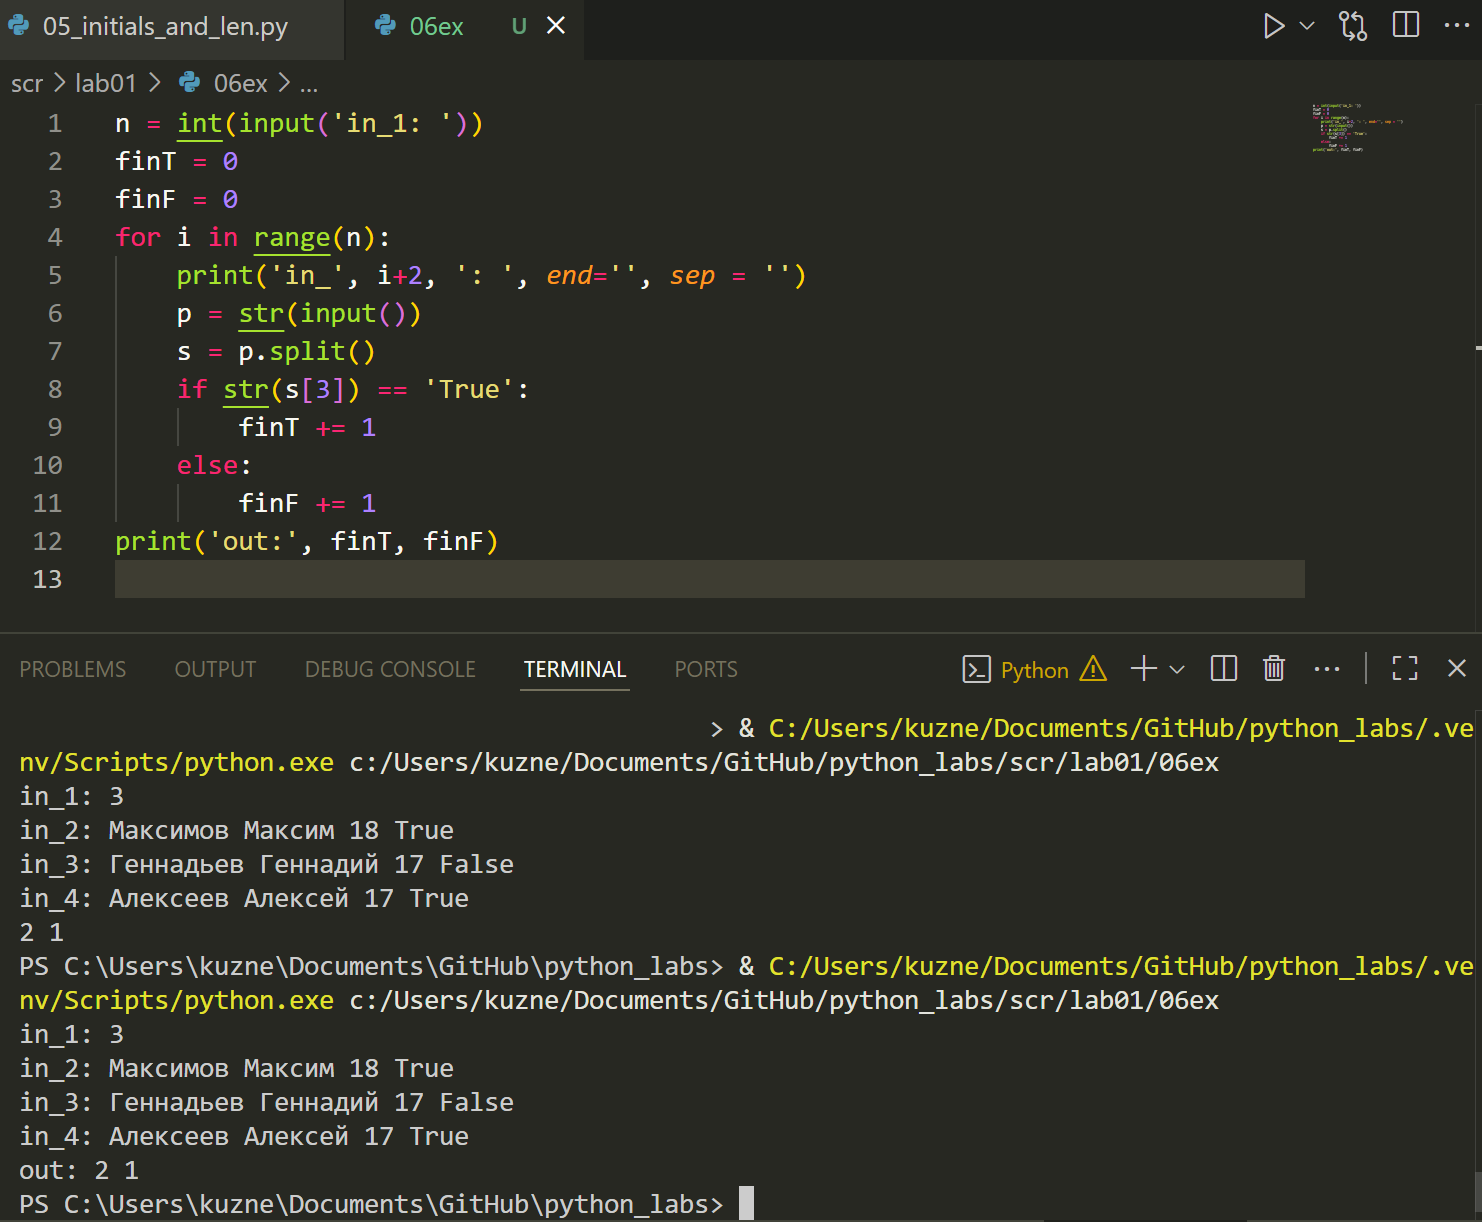 05_initials_and_len.py
06ex U
scr > lab01 > 06ex > ...
1 n = int(input('in_1: '))
2 finT = 0
3 finF = 0
4 for i in range(n):
5     print('in_', i+2, ': ', end='', sep = '')
6     p = str(input())
7     s = p.split()
8     if str(s[3]) == 'True':
9         finT += 1
10     else:
11         finF += 1
12 print('out:', finT, finF)
13
PROBLEMS OUTPUT DEBUG CONSOLE TERMINAL PORTS Python
> & C:/Users/kuzne/Documents/GitHub/python_labs/.ve
nv/Scripts/python.exe c:/Users/kuzne/Documents/GitHub/python_labs/scr/lab01/06ex
in_1: 3
in_2: Максимов Максим 18 True
in_3: Геннадьев Геннадий 17 False
in_4: Алексеев Алексей 17 True
2 1
PS C:\Users\kuzne\Documents\GitHub\python_labs> & C:/Users/kuzne/Documents/GitHub/python_labs/.ve
nv/Scripts/python.exe c:/Users/kuzne/Documents/GitHub/python_labs/scr/lab01/06ex
in_1: 3
in_2: Максимов Максим 18 True
in_3: Геннадьев Геннадий 17 False
in_4: Алексеев Алексей 17 True
out: 2 1
PS C:\Users\kuzne\Documents\GitHub\python_labs>